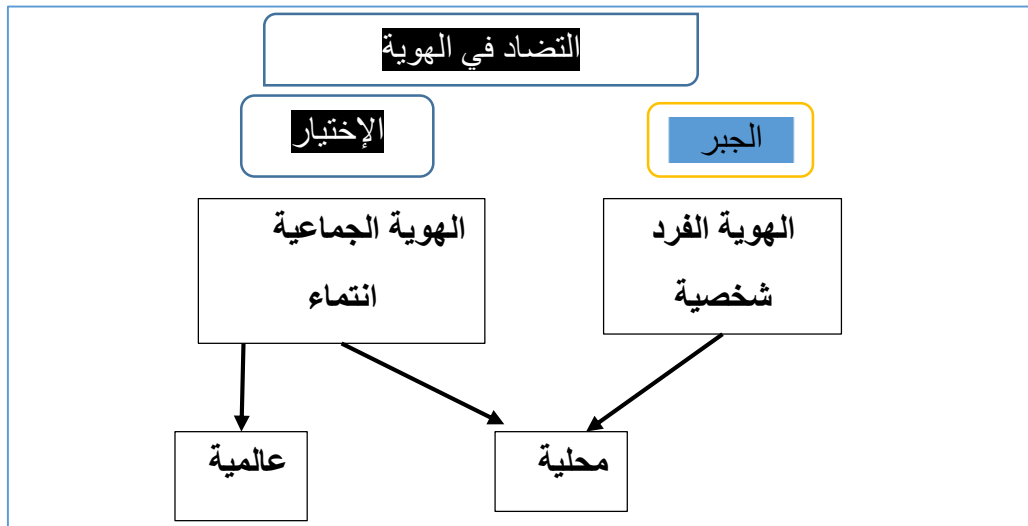 التضاد في الهوية
الجبر
الإختيار
الهوية الفرد
شخصية
الهوية الجماعية
انتماء
محلية
عالمية